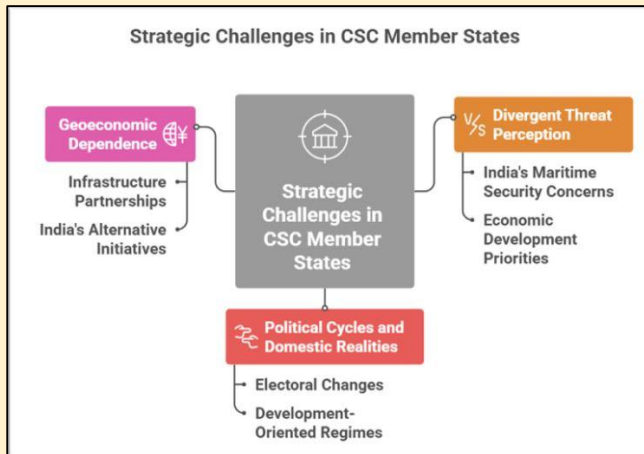 Strategic Challenges in CSC Member States
Geoeconomic
Dependence
Infrastructure
Partnerships
India's Alternative
Initiatives
Strategic
Challenges in
CSC Member
States
V/S
Divergent Threat
Perception
India's Maritime
Security Concerns
Economic
Development
Priorities
Political Cycles and
Domestic Realities
Electoral Changes
Development-
Oriented Regimes